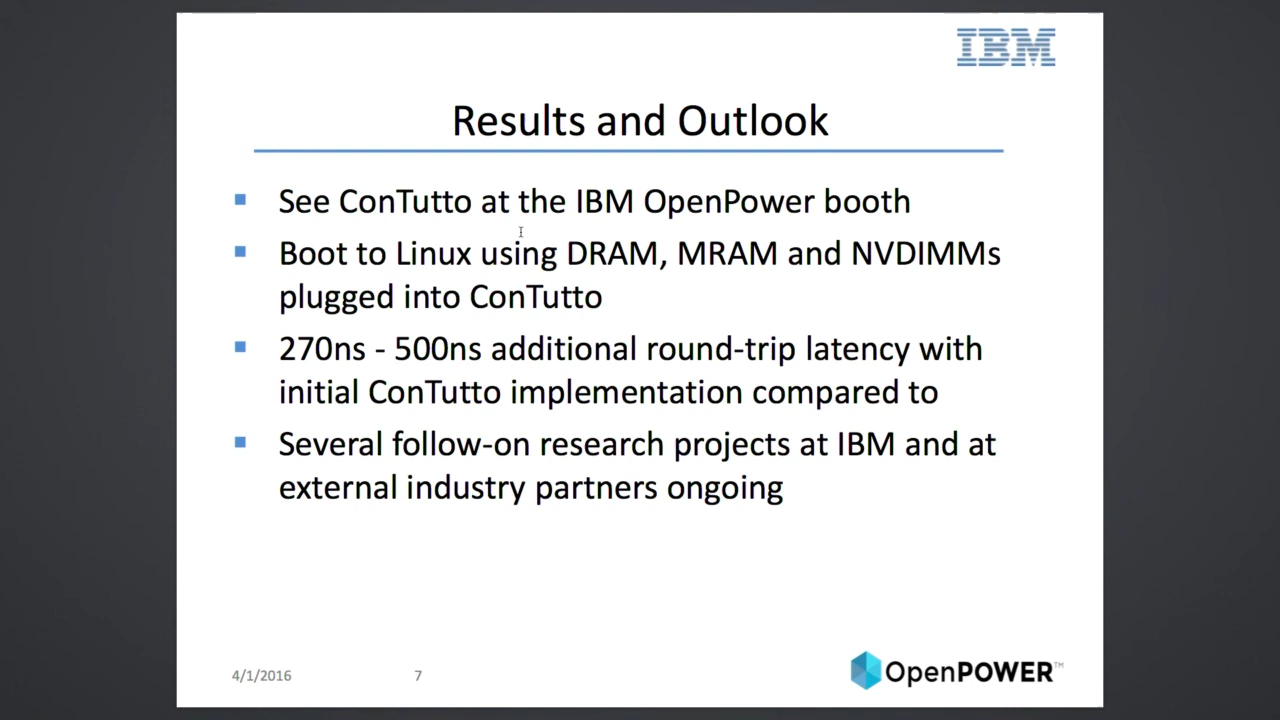 IBM
Results and Outlook
See ConTutto at the IBM OpenPower booth
Boot to Linux using DRAM, MRAM and NVDIMMs
plugged into ConTutto
270ns - 500ns additional round-trip latency with
initial ConTutto implementation compared to
Several follow-on research projects at IBM and at
external industry partners ongoing
4/1/2016 7
OpenPOWER™